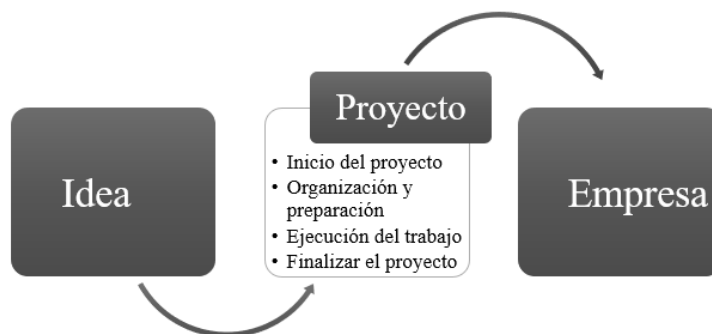 Idea
Proyecto
• Inicio del proyecto
• Organización y
preparación
• Ejecución del trabajo
• Finalizar el proyecto
Empresa